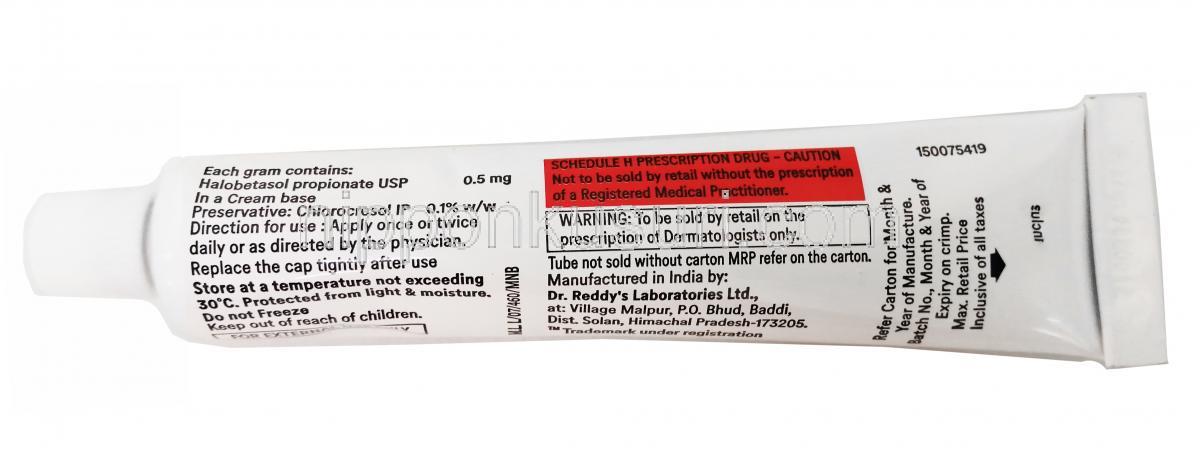 Each gram contains:
Halobetasol propionate USP 0.5 mg
In a Cream base
Preservative: Chlorocresol IP 0.1% w/w
Direction for use : Apply once or twice
daily or as directed by the physician.
Replace the cap tightly after use
Store at a temperature not exceeding
30°C. Protected from light & moisture.
Do not Freeze
Keep out of reach of children.
FOR EXTERNAL USE ONLY
M.L L/07/460/MNB
SCHEDULE H PRESCRIPTION DRUG – CAUTION
Not to be sold by retail without the prescription
of a Registered Medical Practitioner.
WARNING: To be sold by retail on the
prescription of Dermatologists only.
Tube not sold without carton MRP refer on the carton.
Manufactured in India by:
Dr. Reddy's Laboratories Ltd.,
at: Village Malpur, P.O. Bhud, Baddi,
Dist. Solan, Himachal Pradesh-173205.
™ Trademark under registration
Refer Carton for Month &
Year of Manufacture.
Batch No., Month & Year of
Expiry on crimp.
Max. Retail Price
Inclusive of all taxes
150075419
nipponkusuri.com